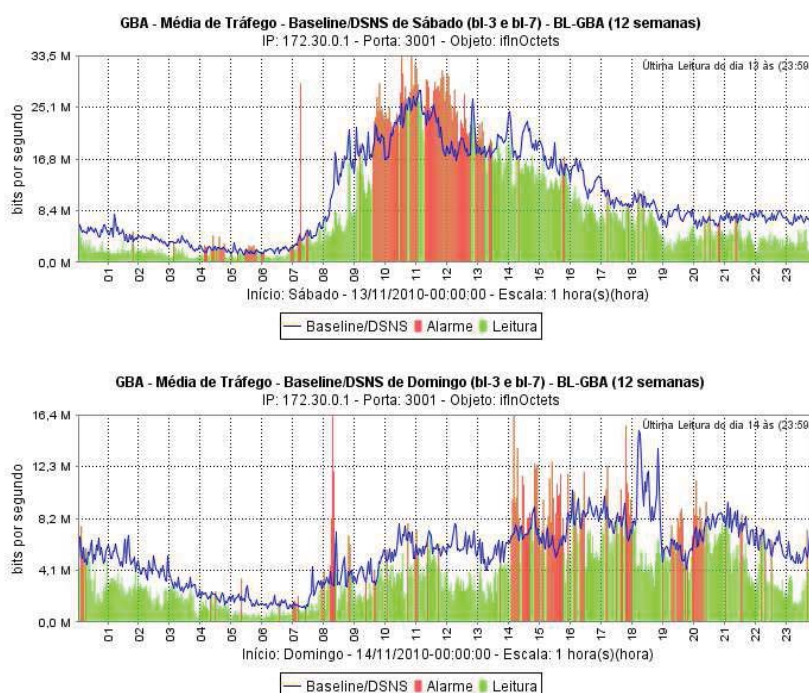 GBA - Média de Tráfego - Baseline/DSNS de Sábado (bl-3 e bl-7) - BL-GBA (12 semanas)
IP: 172.30.0.1 - Porta: 3001 - Objeto: ifInOctets
Última Leitura do dia 13 às (23:59
bits por segundo
33,5 M
25,1 M
16,8 M
8,4 M
0,0 M
01 02 03 04 05 06 07 08 09 10 11 12 13 14 15 16 17 18 19 20 21 22 23
Início: Sábado - 13/11/2010-00:00:00 - Escala: 1 hora(s)(hora)
Baseline/DSNS Alarme Leitura
GBA - Média de Tráfego - Baseline/DSNS de Domingo (bl-3 e bl-7) - BL-GBA (12 semanas)
IP: 172.30.0.1 - Porta: 3001 - Objeto: ifInOctets
Última Leitura do dia 14 às (23:59
bits por segundo
16,4 M
12,3 M
8,2 M
4,1 M
0,0 M
01 02 03 04 05 06 07 08 09 10 11 12 13 14 15 16 17 18 19 20 21 22 23
Início: Domingo - 14/11/2010-00:00:00 - Escala: 1 hora(s)(hora)
Baseline/DSNS Alarme Leitura